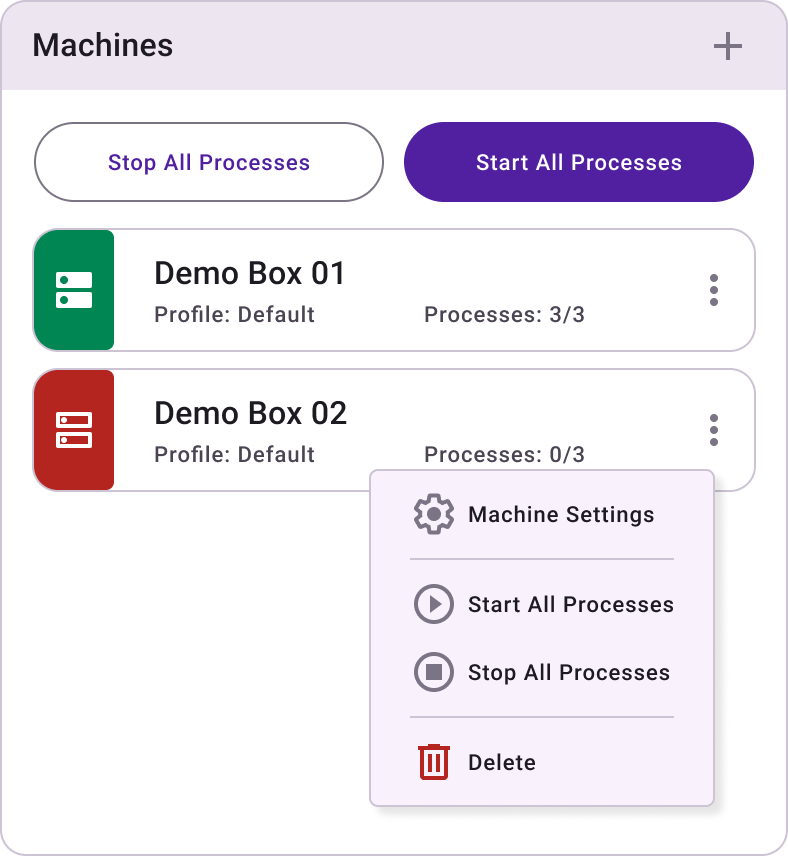 Machines
Stop All Processes
Start All Processes
Demo Box 01
Profile: Default
Processes: 3/3
Demo Box 02
Profile: Default
Processes: 0/3
Machine Settings
Start All Processes
Stop All Processes
Delete